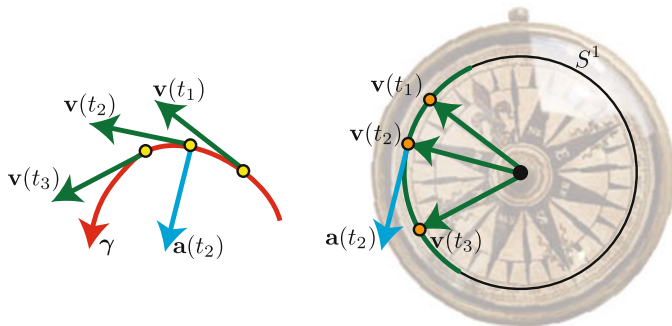 v(t₁)
v(t₂)
v(t₃)
a(t₂)
γ
S¹
v(t₁)
v(t₂)
a(t₂)
v(t₃)